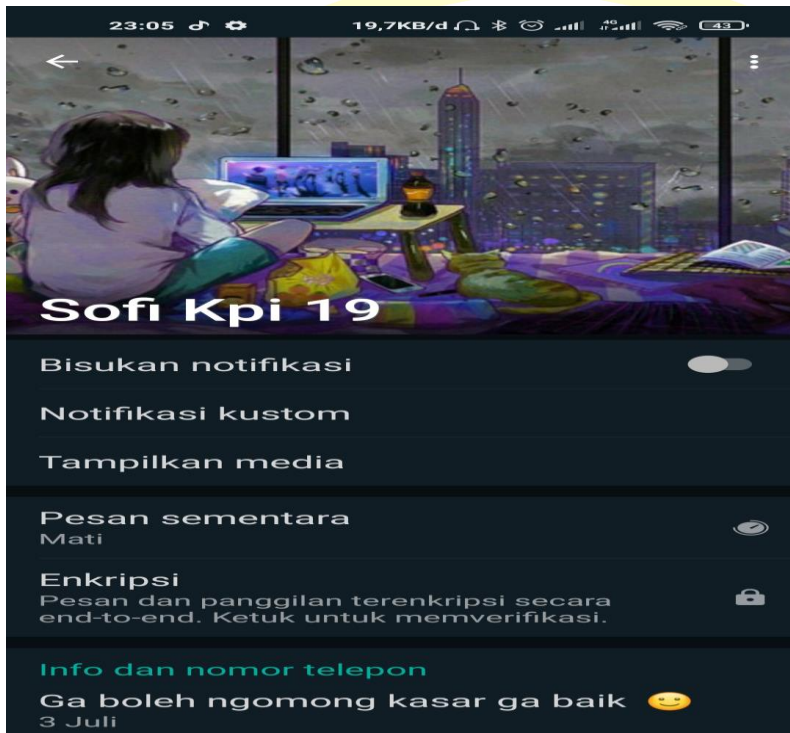 23:05 19,7KB/d 4G 43
Sofi Kpi 19
Bisukan notifikasi
Notifikasi kustom
Tampilkan media
Pesan sementara
Mati
Enkripsi
Pesan dan panggilan terenkripsi secara
end-to-end. Ketuk untuk memverifikasi.
Info dan nomor telepon
Ga boleh ngomong kasar ga baik 🙂
3 Juli